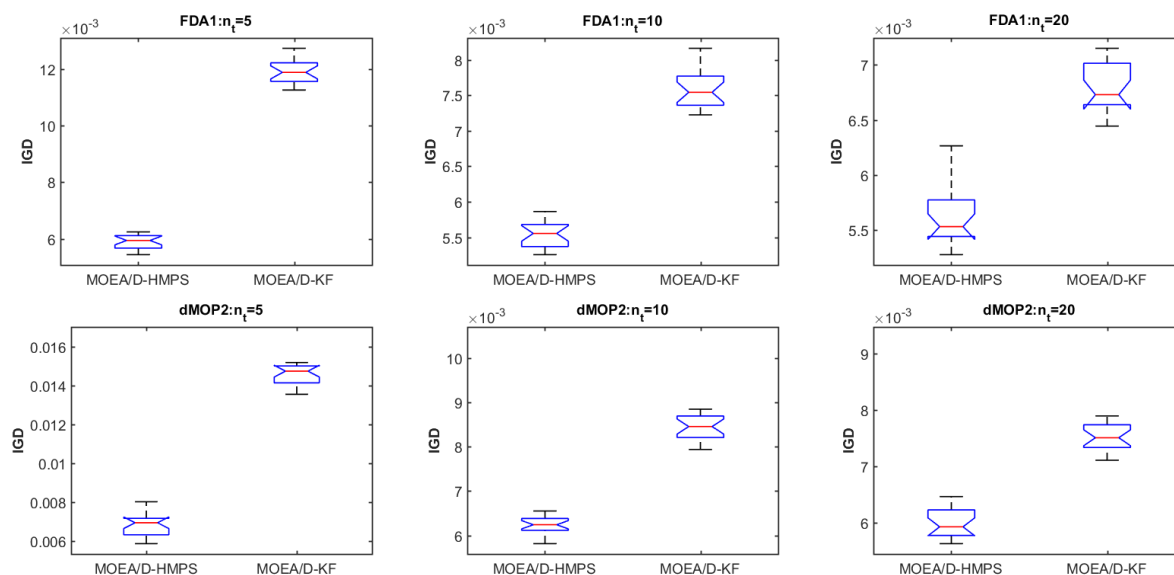 FDA1:n_t=5
×10^-3
12
10
8
6
IGD
MOEA/D-HMPS MOEA/D-KF
FDA1:n_t=10
×10^-3
8
7.5
7
6.5
6
5.5
IGD
MOEA/D-HMPS MOEA/D-KF
FDA1:n_t=20
×10^-3
7
6.5
6
5.5
IGD
MOEA/D-HMPS MOEA/D-KF
dMOP2:n_t=5
0.016
0.014
0.012
0.01
0.008
0.006
IGD
MOEA/D-HMPS MOEA/D-KF
dMOP2:n_t=10
×10^-3
10
9
8
7
6
IGD
MOEA/D-HMPS MOEA/D-KF
dMOP2:n_t=20
×10^-3
9
8
7
6
IGD
MOEA/D-HMPS MOEA/D-KF